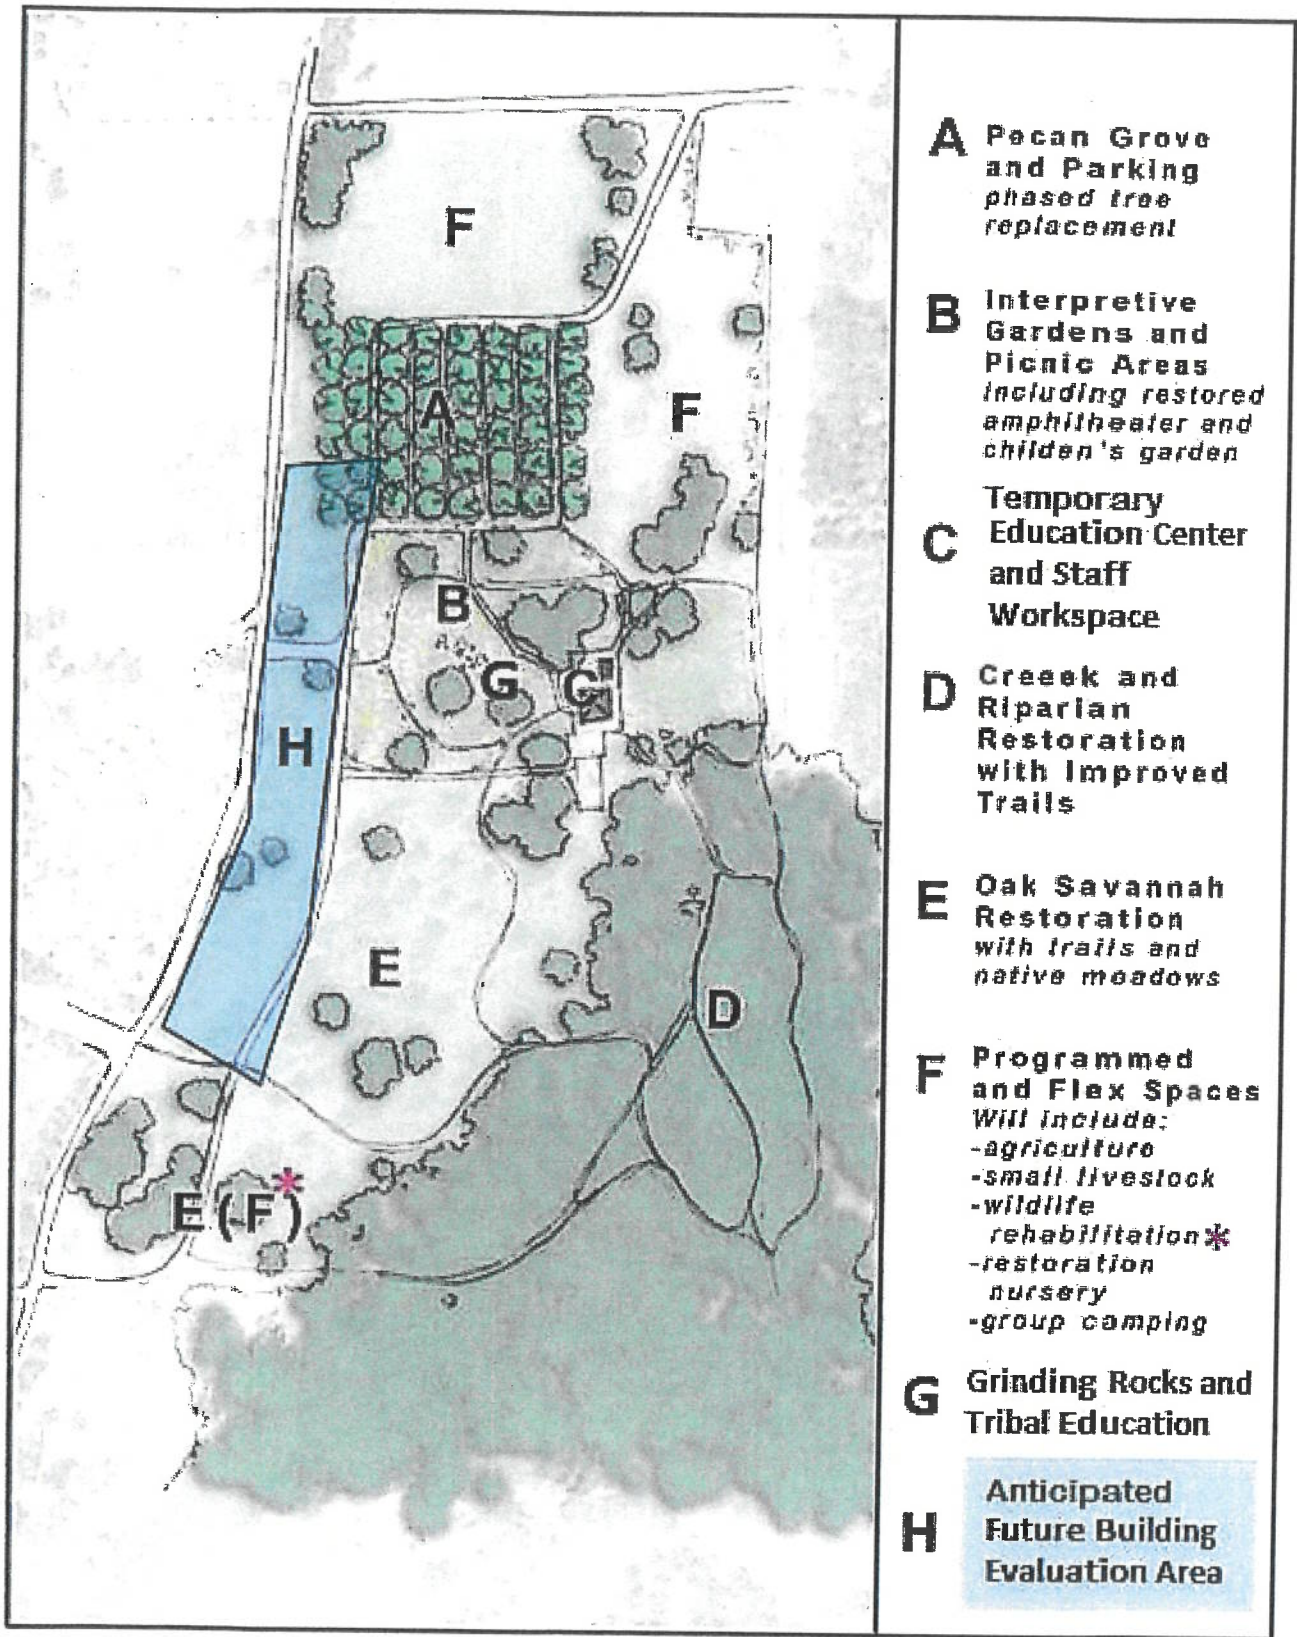 F
A
F
B
G
C
H
E
D
E (F)*
A Pecan Grove
and Parking
phased tree
replacement
B Interpretive
Gardens and
Picnic Areas
including restored
amphitheater and
childen's garden
C Temporary
Education Center
and Staff
Workspace
D Creeek and
Riparian
Restoration
with Improved
Trails
E Oak Savannah
Restoration
with trails and
native meadows
F Programmed
and Flex Spaces
Will include:
-agriculture
-small livestock
-wildlife
rehabilitation*
-restoration
nursery
-group camping
G Grinding Rocks and
Tribal Education
H Anticipated
Future Building
Evaluation Area